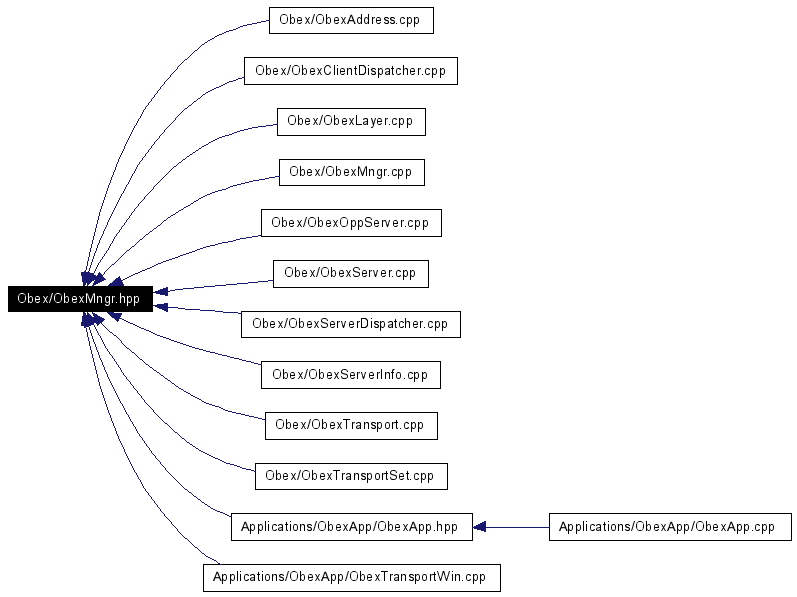 Obex/ObexAddress.cpp
Obex/ObexClientDispatcher.cpp
Obex/ObexLayer.cpp
Obex/ObexMngr.cpp
Obex/ObexOppServer.cpp
Obex/ObexServer.cpp
Obex/ObexMngr.hpp
Obex/ObexServerDispatcher.cpp
Obex/ObexServerInfo.cpp
Obex/ObexTransport.cpp
Obex/ObexTransportSet.cpp
Applications/ObexApp/ObexApp.hpp
Applications/ObexApp/ObexApp.cpp
Applications/ObexApp/ObexTransportWin.cpp